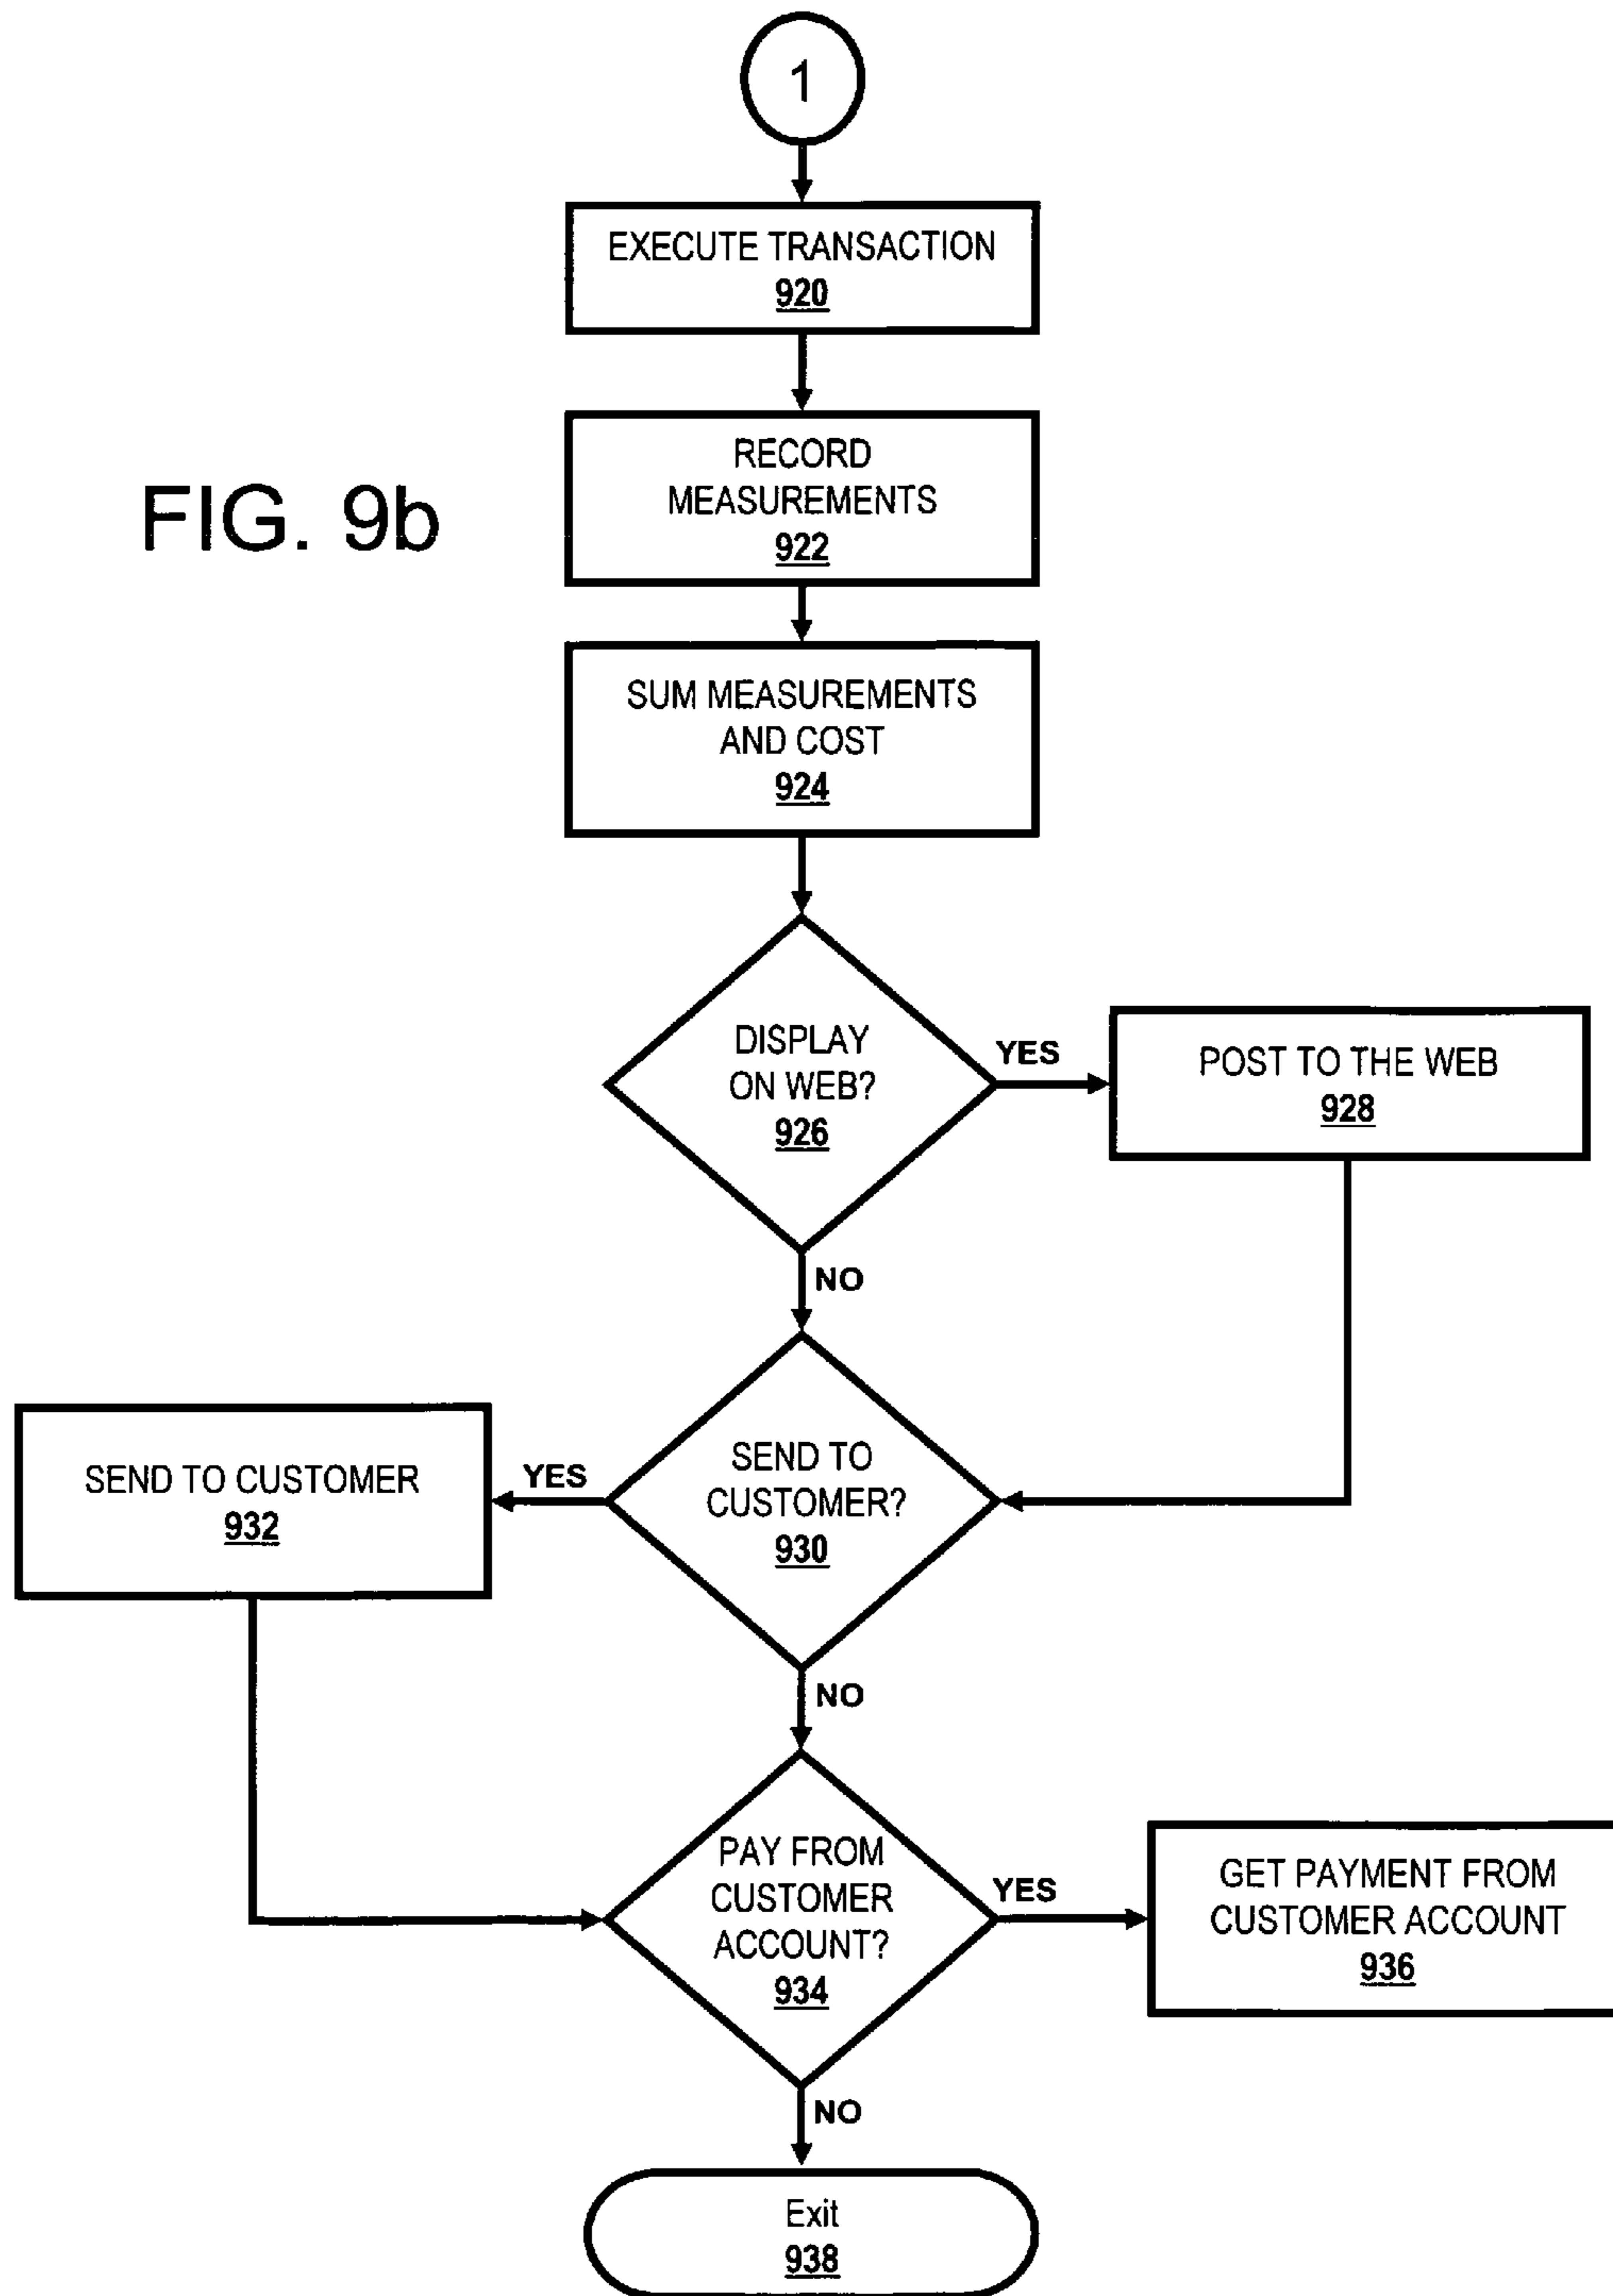 1
EXECUTE TRANSACTION
920
FIG. 9b
RECORD
MEASUREMENTS
922
SUM MEASUREMENTS
AND COST
924
DISPLAY
ON WEB?
926
YES
POST TO THE WEB
928
NO
SEND TO CUSTOMER
932
YES
SEND TO
CUSTOMER?
930
NO
PAY FROM
CUSTOMER
ACCOUNT?
934
YES
GET PAYMENT FROM
CUSTOMER ACCOUNT
936
NO
Exit
938